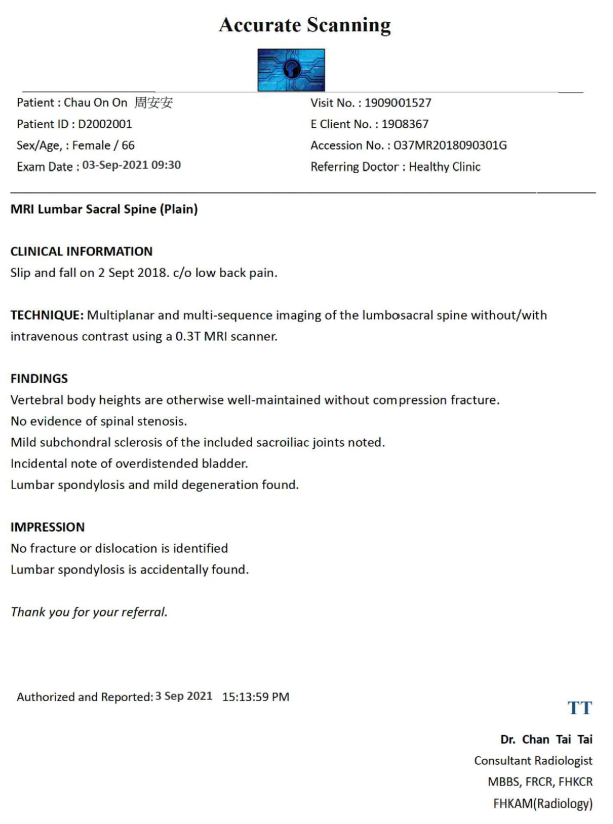 Accurate Scanning
Patient : Chau On On 周安安
Visit No. : 1909001527
Patient ID : D2002001
E Client No. : 1908367
Sex/Age, : Female / 66
Accession No. : O37MR2018090301G
Exam Date : 03-Sep-2021 09:30
Referring Doctor : Healthy Clinic
MRI Lumbar Sacral Spine (Plain)
CLINICAL INFORMATION
Slip and fall on 2 Sept 2018. c/o low back pain.
TECHNIQUE: Multiplanar and multi-sequence imaging of the lumbosacral spine without/with
intravenous contrast using a 0.3T MRI scanner.
FINDINGS
Vertebral body heights are otherwise well-maintained without compression fracture.
No evidence of spinal stenosis.
Mild subchondral sclerosis of the included sacroiliac joints noted.
Incidental note of overdistended bladder.
Lumbar spondylosis and mild degeneration found.
IMPRESSION
No fracture or dislocation is identified
Lumbar spondylosis is accidentally found.
Thank you for your referral.
Authorized and Reported: 3 Sep 2021 15:13:59 PM
TT
Dr. Chan Tai Tai
Consultant Radiologist
MBBS, FRCR, FHKCR
FHKAM(Radiology)